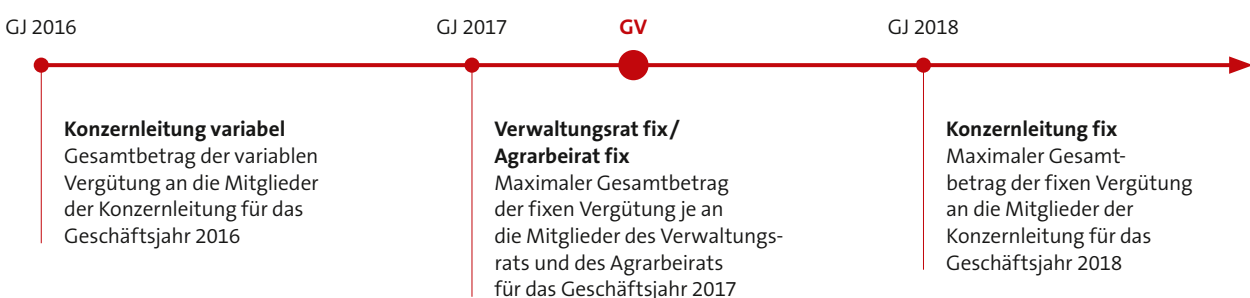 GJ 2016
GJ 2017
GV
GJ 2018
Konzernleitung variabel
Gesamtbetrag der variablen
Vergütung an die Mitglieder
der Konzernleitung für das
Geschäftsjahr 2016
Verwaltungsrat fix/
Agrarbeirat fix
Maximaler Gesamtbetrag
der fixen Vergütung je an
die Mitglieder des Verwaltungs-
rats und des Agrarbeirats
für das Geschäftsjahr 2017
Konzernleitung fix
Maximaler Gesamt-
betrag der fixen Vergütung
an die Mitglieder der
Konzernleitung für das
Geschäftsjahr 2018